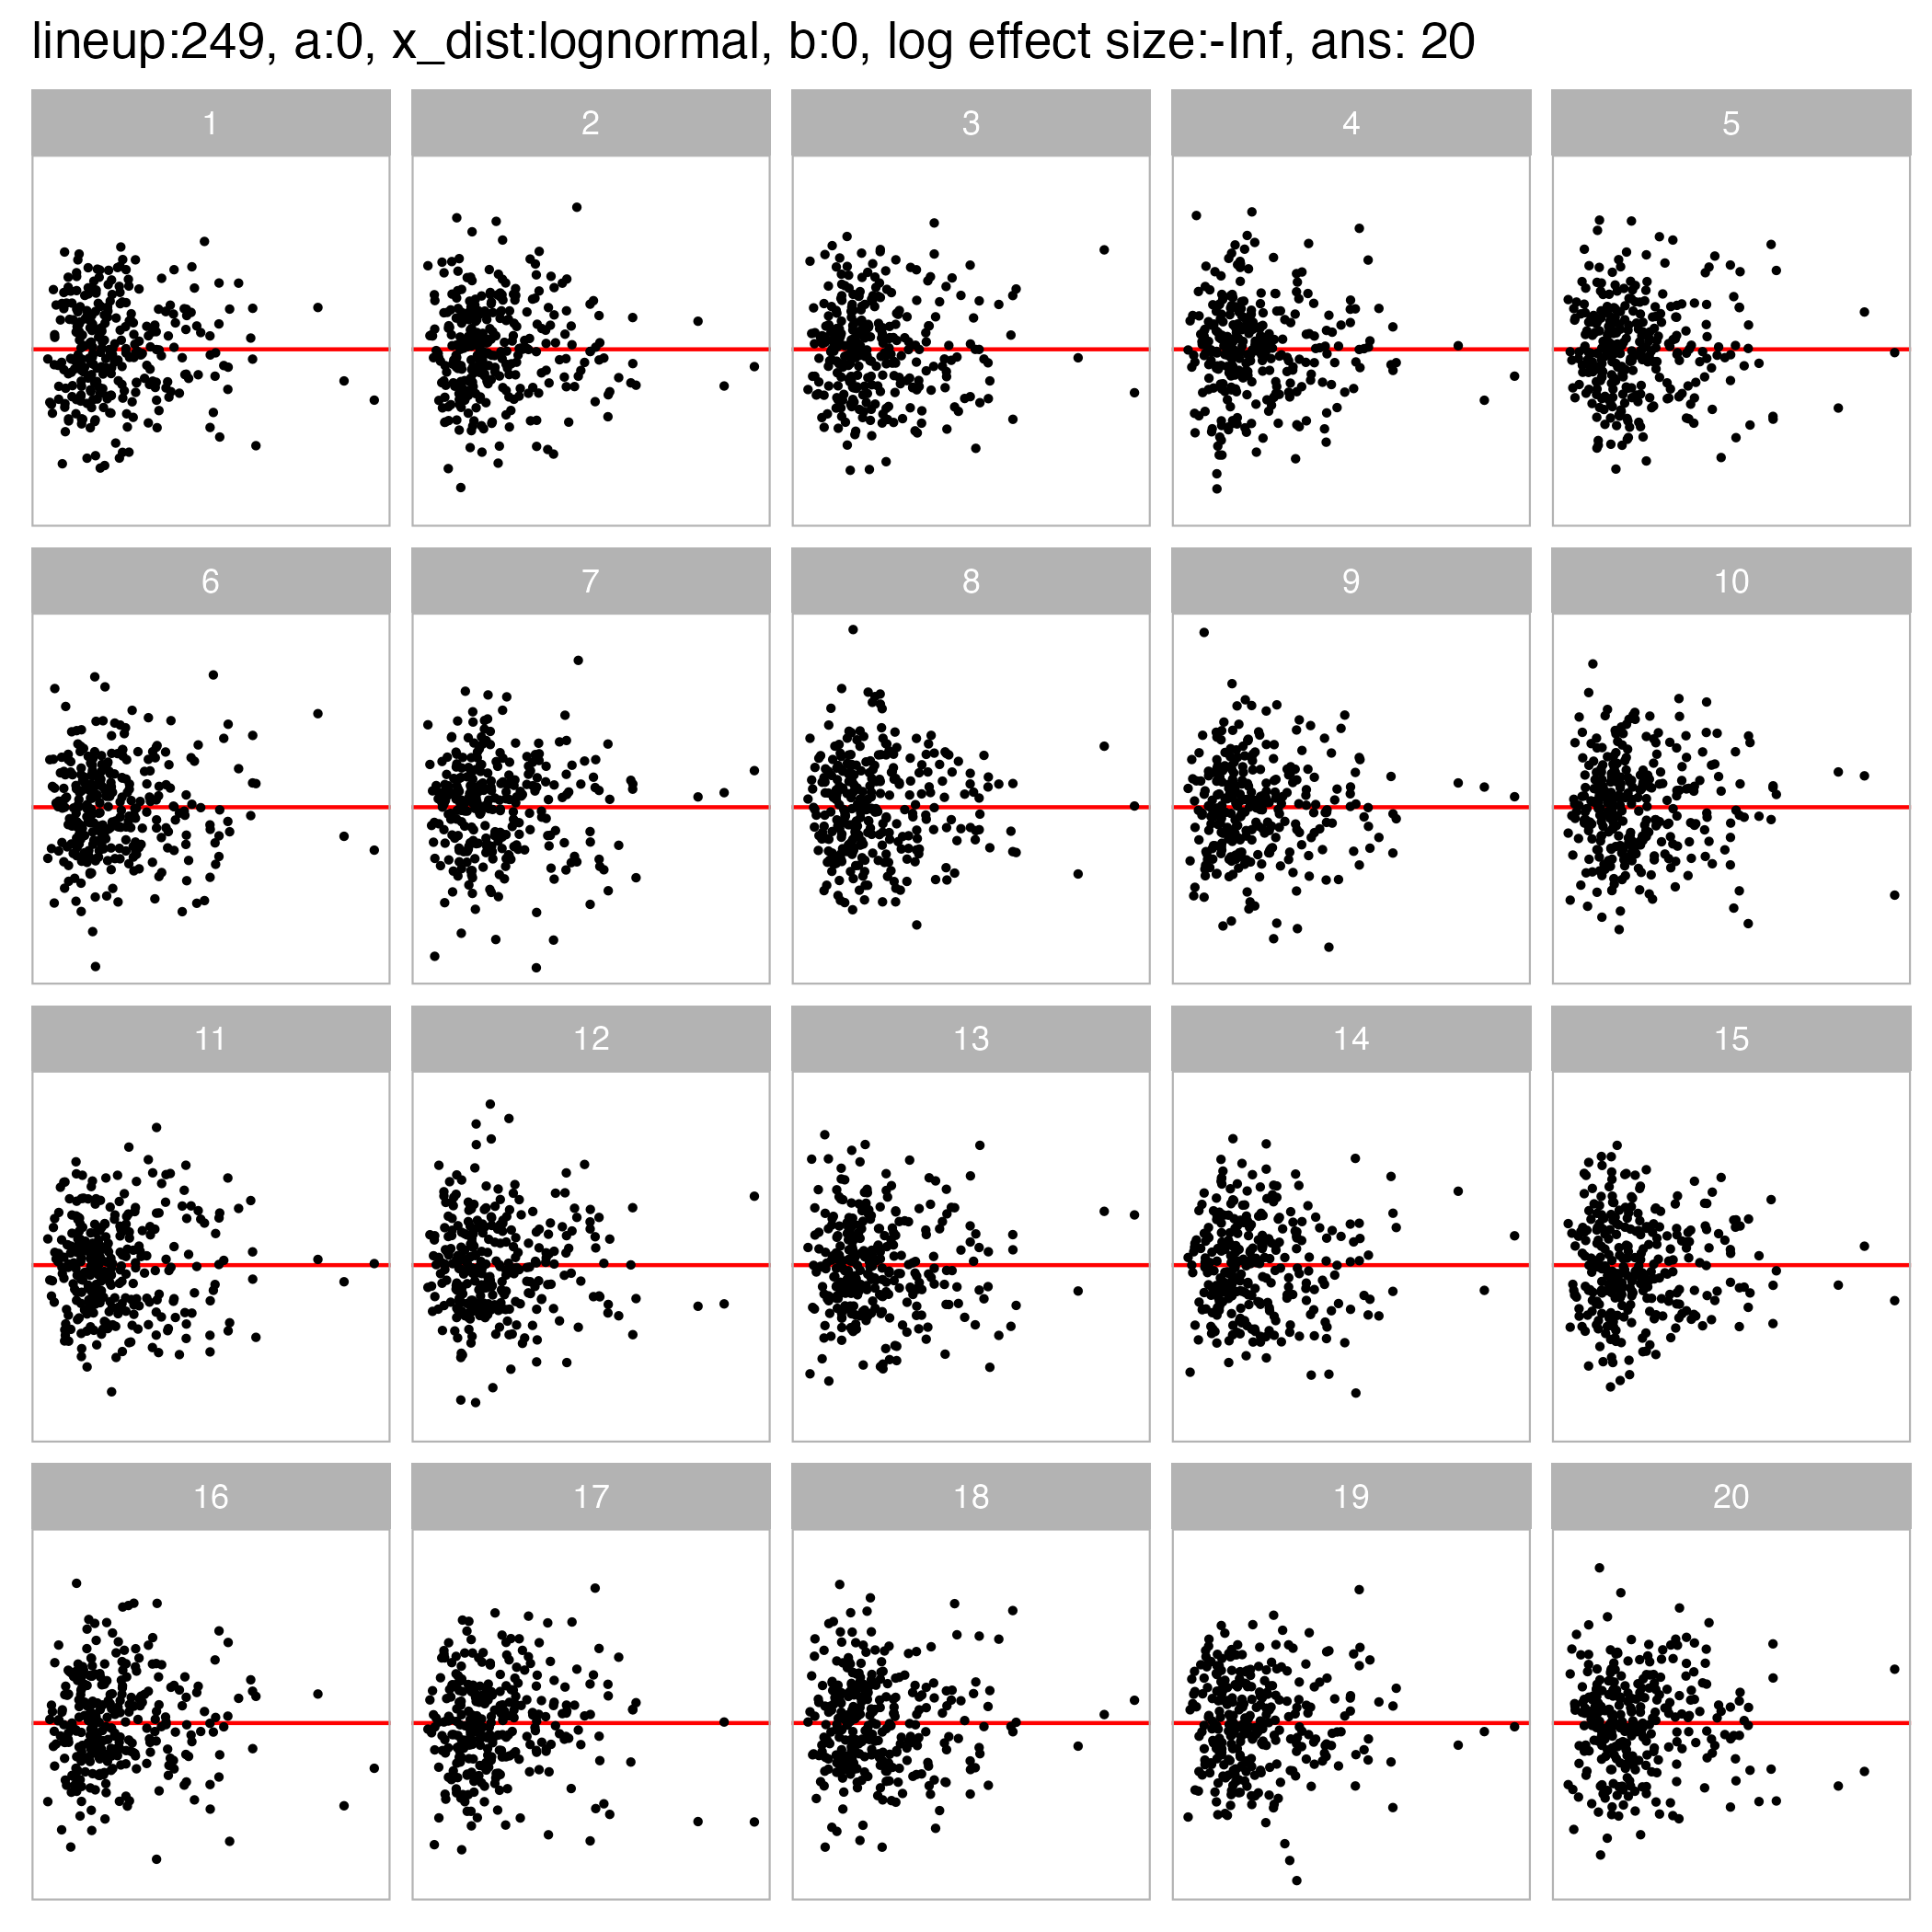 lineup:249, a:0, x_dist:lognormal, b:0, log effect size:-Inf, ans: 20
1 2 3 4 5
6 7 8 9 10
11 12 13 14 15
16 17 18 19 20